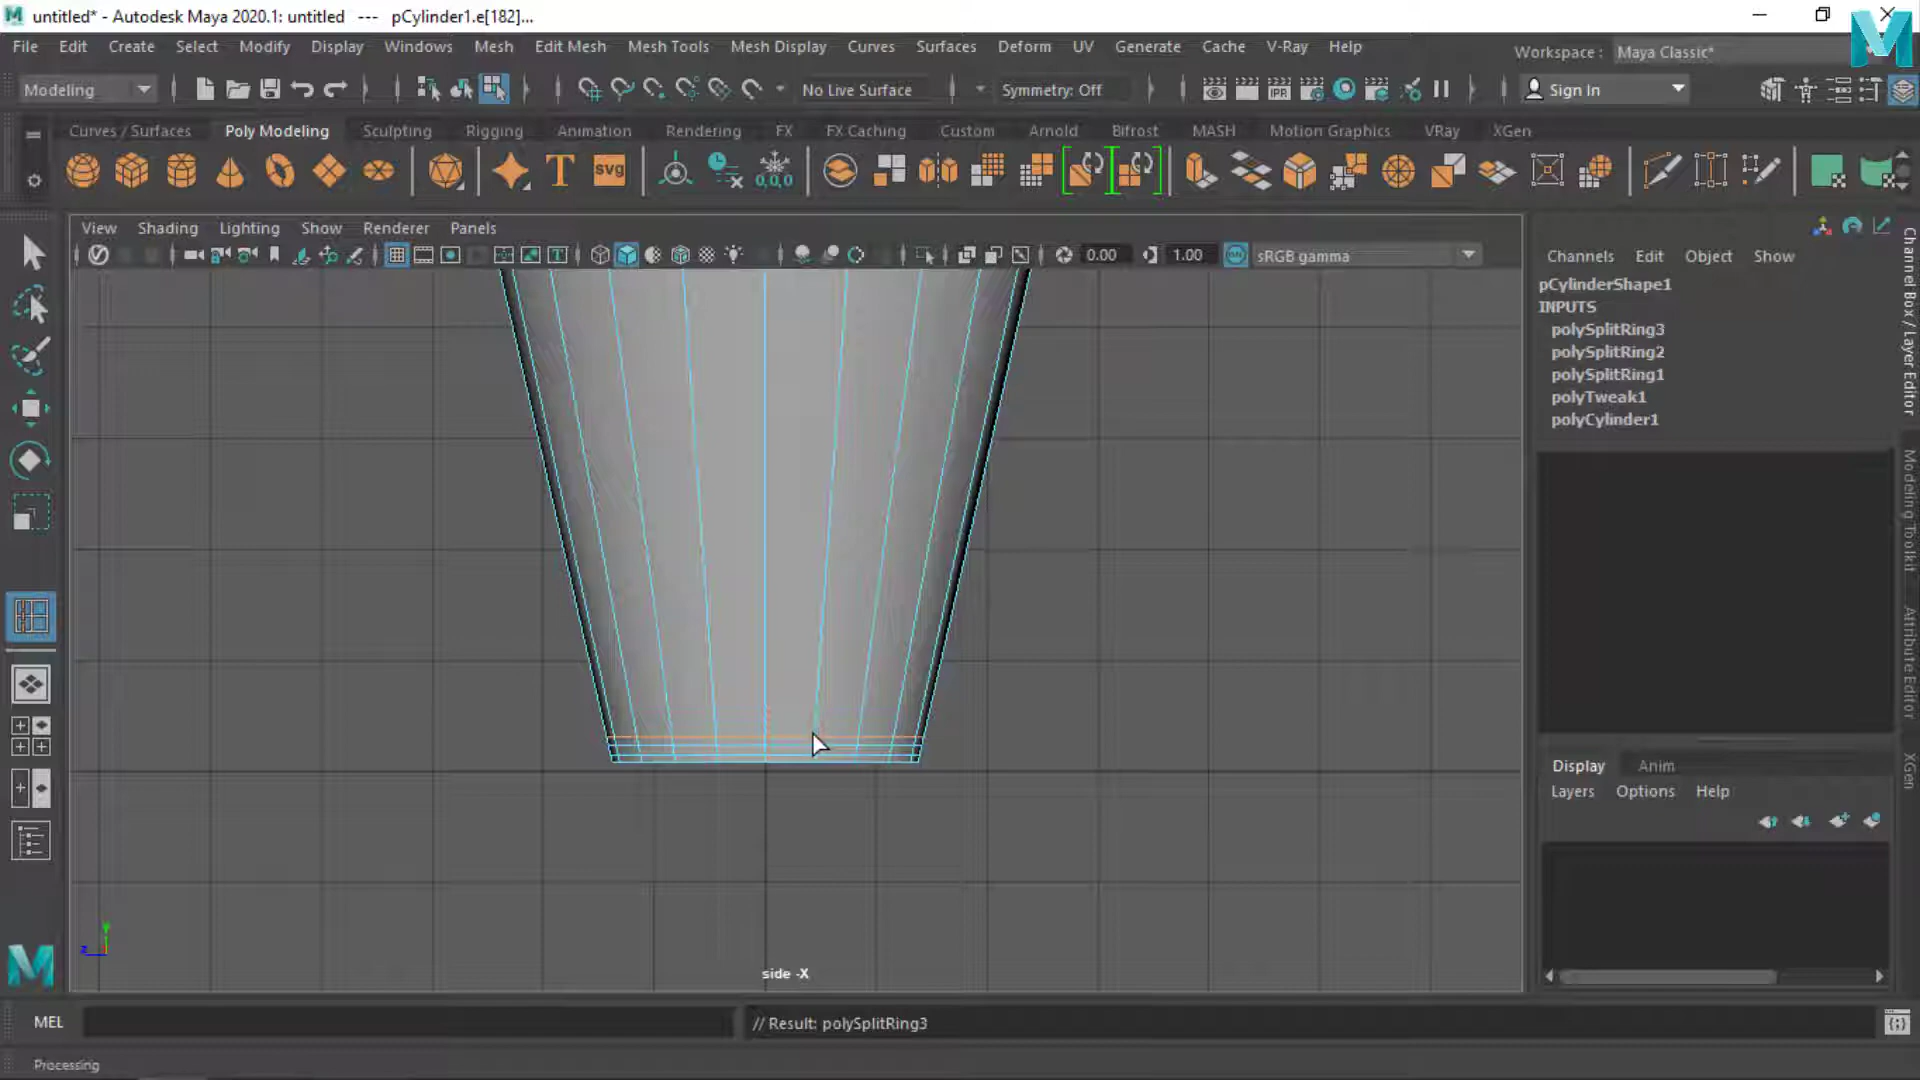 untitled* - Autodesk Maya 2020.1: untitled --- pCylinder1.e[182]...
File Edit Create Select Modify Display Windows Mesh Edit Mesh Mesh Tools Mesh Display Curves Surfaces Deform UV Generate Cache V-Ray Help
Workspace : Maya Classic*
Modeling No Live Surface Symmetry: Off Sign In
Curves / Surfaces Poly Modeling Sculpting Rigging Animation Rendering FX FX Caching Custom Arnold Bifrost MASH Motion Graphics VRay XGen
T SVG 0,0,0
IPR
View Shading Lighting Show Renderer Panels
0.00 1.00 sRGB gamma
Channels Edit Object Show
pCylinderShape1
INPUTS
polySplitRing3
polySplitRing2
polySplitRing1
polyTweak1
polyCylinder1
Channel Box / Layer Editor
Modeling Toolkit
Attribute Editor
XGen
Display Anim
Layers Options Help
y
z
side -X
MEL // Result: polySplitRing3
Processing